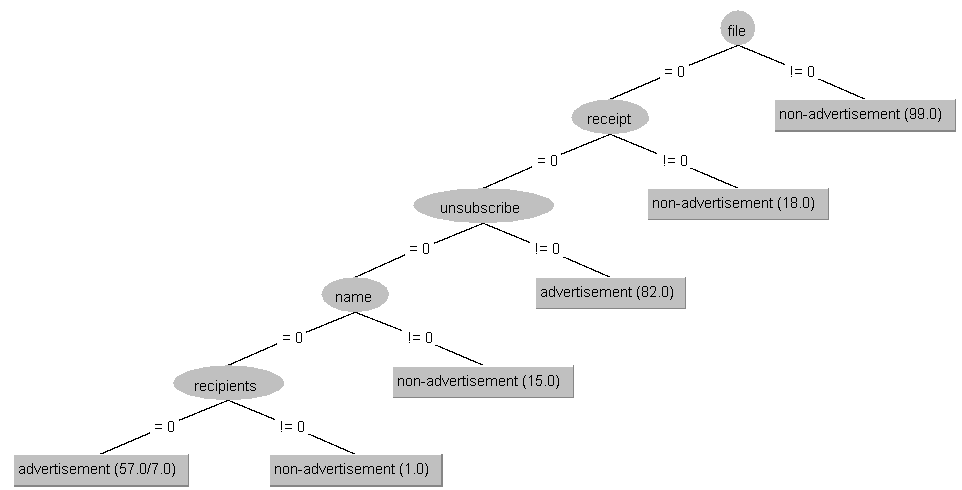 file
= 0
!= 0
receipt
non-advertisement (99.0)
= 0
!= 0
unsubscribe
non-advertisement (18.0)
= 0
!= 0
name
advertisement (82.0)
= 0
!= 0
recipients
non-advertisement (15.0)
= 0
!= 0
advertisement (57.0/7.0)
non-advertisement (1.0)